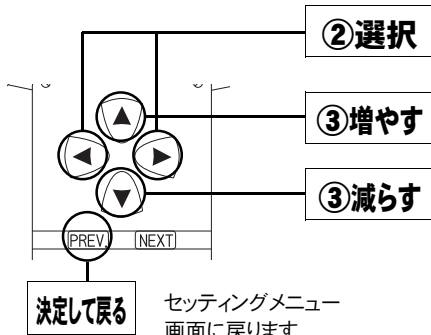 ②選択
③増やす
③減らす
PREV.
NEXT
決定して戻る
セッティングメニュー
画面に戻ります